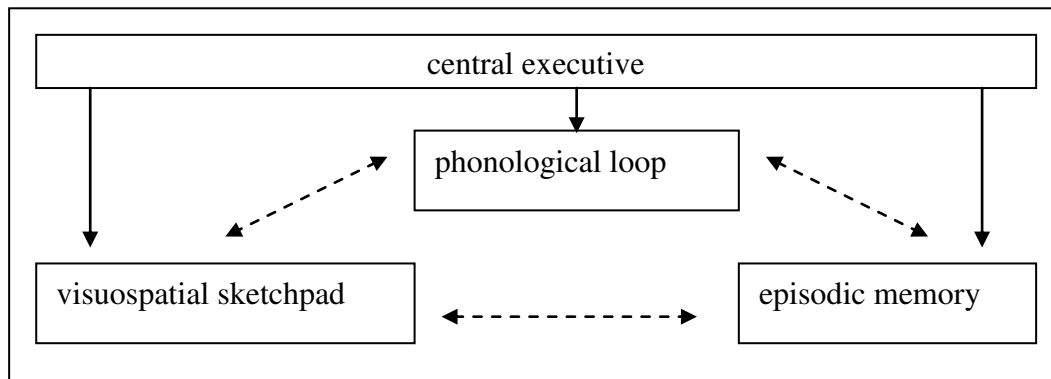 central executive
phonological loop
visuospatial sketchpad
episodic memory